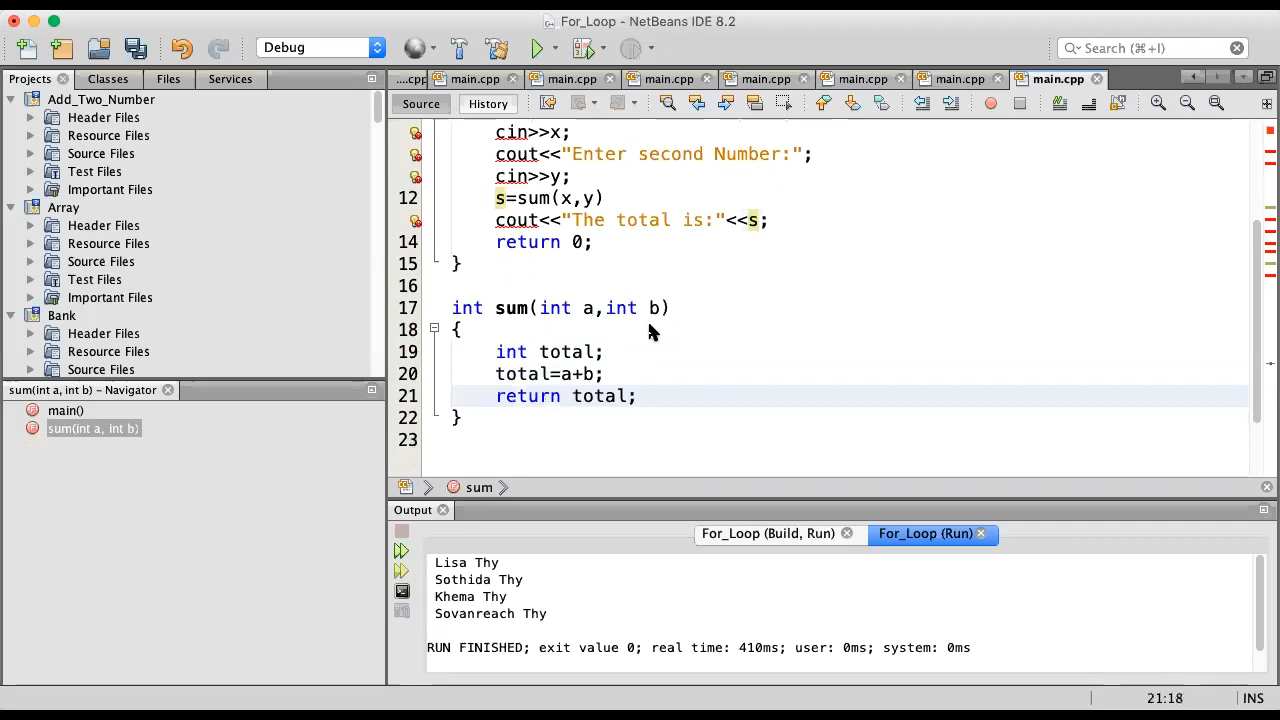 For_Loop - NetBeans IDE 8.2
Debug
Search (⌘+I)
Projects
Classes
Files
Services
....cpp
main.cpp
main.cpp
main.cpp
main.cpp
main.cpp
main.cpp
main.cpp
Source
History
Add_Two_Number
Header Files
Resource Files
Source Files
Test Files
Important Files
Array
Header Files
Resource Files
Source Files
Test Files
Important Files
Bank
Header Files
Resource Files
Source Files
cin>>x;
cout<<"Enter second Number:";
cin>>y;
12 s=sum(x,y)
cout<<"The total is:"<<s;
14 return 0;
15 }
16
17 int sum(int a,int b)
18 {
19 int total;
20 total=a+b;
21 return total;
22 }
23
sum(int a, int b) - Navigator
main()
sum(int a, int b)
sum
Output
For_Loop (Build, Run)
For_Loop (Run)
Lisa Thy
Sothida Thy
Khema Thy
Sovanreach Thy
RUN FINISHED; exit value 0; real time: 410ms; user: 0ms; system: 0ms
21:18
INS